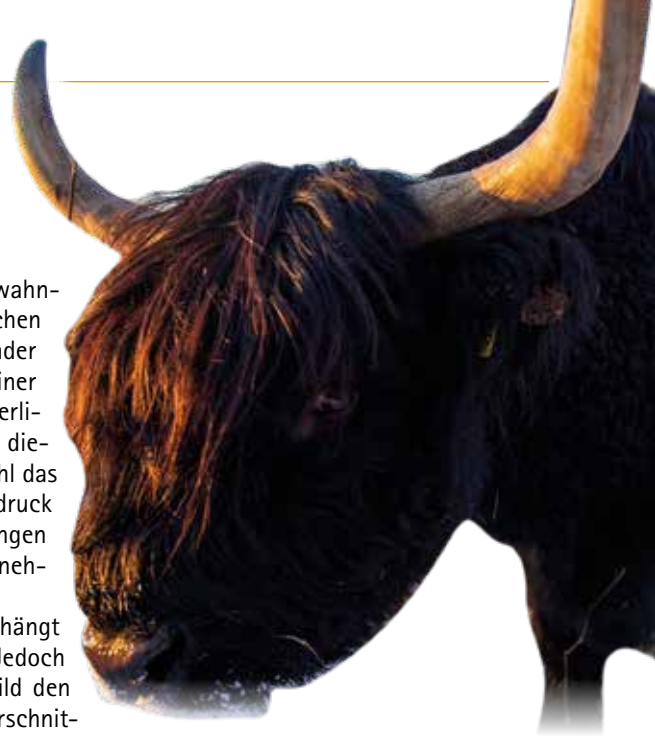 wahn-
chen
nder
iner
erli-
die-
hl das
druck
ngen
neh-
hängt
Jedoch
ild den
rschnit-